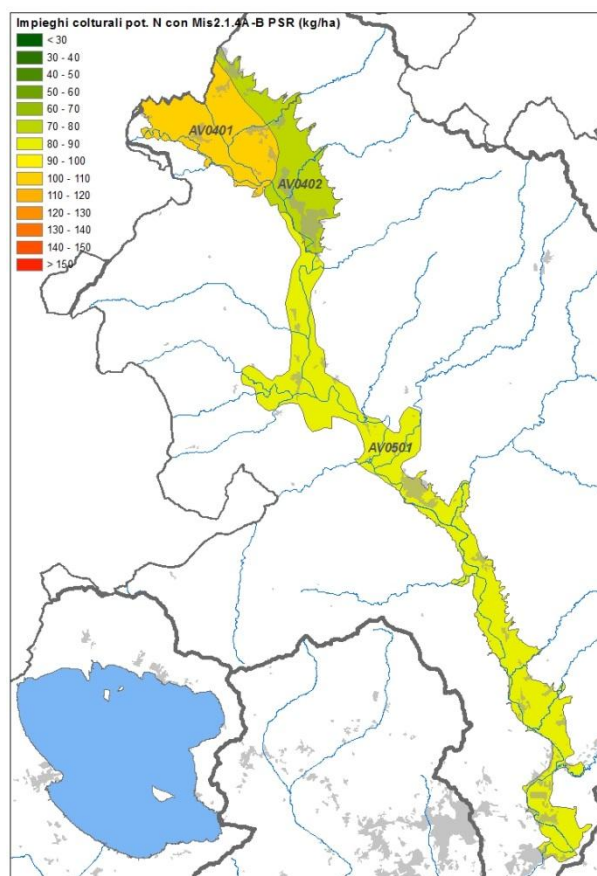 Impieghi colturali pot. N con Mis2.1.4A-B PSR (kg/ha)
< 30
30 - 40
40 - 50
50 - 60
60 - 70
70 - 80
80 - 90
90 - 100
100 - 110
110 - 120
120 - 130
130 - 140
140 - 150
> 150
AV0401
AV0402
AV0501